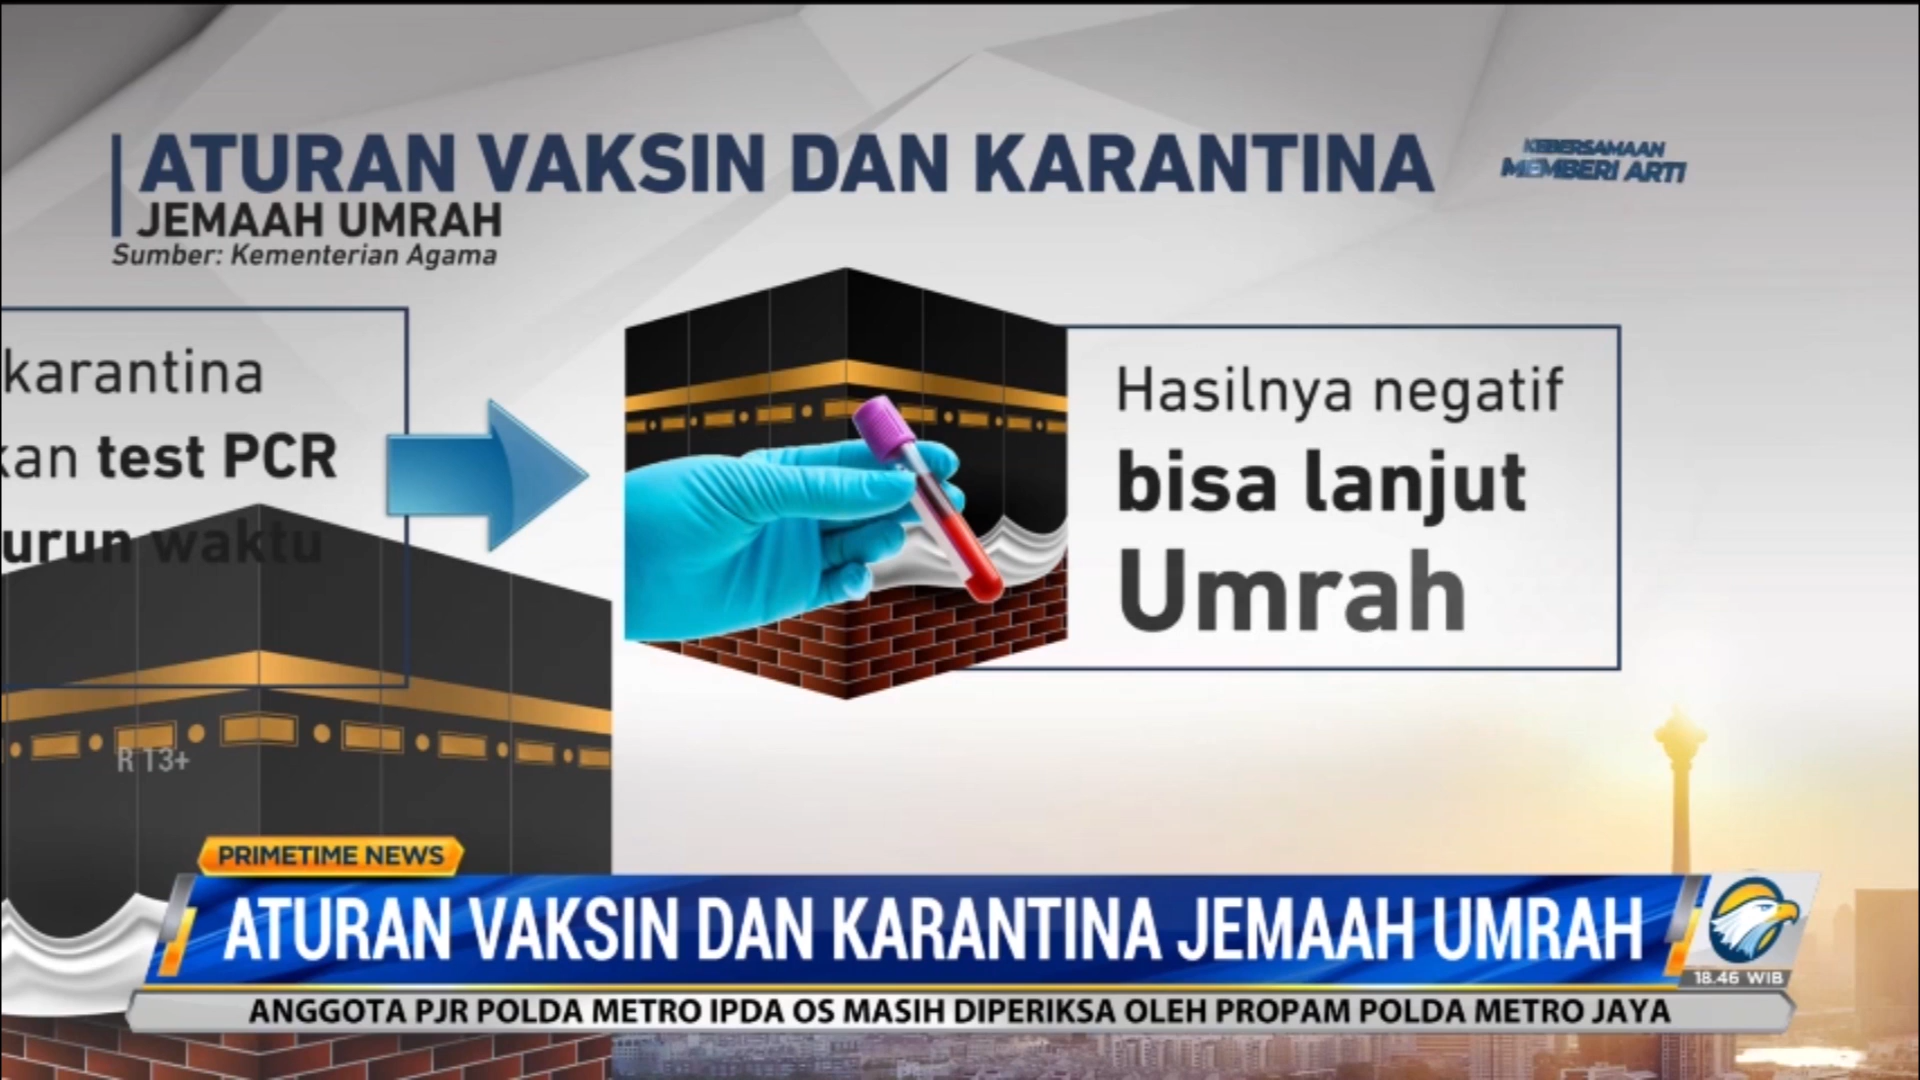 ATURAN VAKSIN DAN KARANTINA
JEMAAH UMRAH
Sumber: Kementerian Agama
KEBERSAMAAN
MEMBERI ARTI
karantina
kan test PCR
urun waktu
Hasilnya negatif
bisa lanjut
Umrah
R 13+
PRIMETIME NEWS
ATURAN VAKSIN DAN KARANTINA JEMAAH UMRAH
18.46 WIB
ANGGOTA PJR POLDA METRO IPDA OS MASIH DIPERIKSA OLEH PROPAM POLDA METRO JAYA